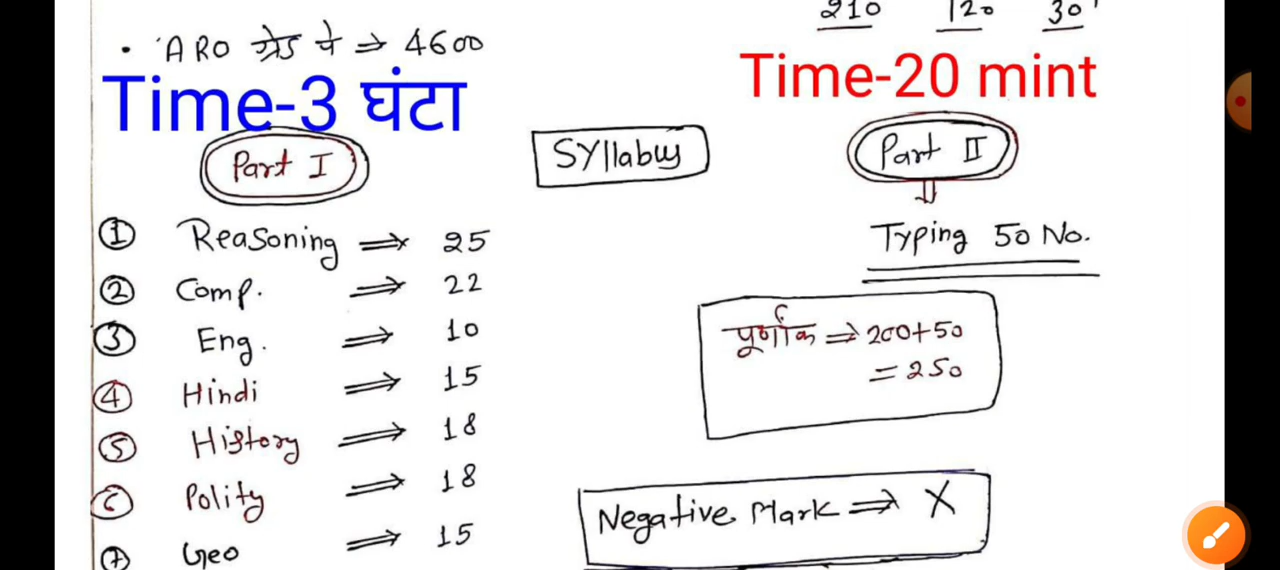 210 120 30
• 'ARO ग्रेड पे ⇒ 4600
Time-3 घंटा
Time-20 mint
Part I
Syllabus
Part II
⇓
① Reasoning ⇒ 25
② Comp. ⇒ 22
③ Eng. ⇒ 10
④ Hindi ⇒ 15
⑤ History ⇒ 18
⑥ Polity ⇒ 18
⑦ Geo ⇒ 15
Typing 50 No.
पूर्णांक ⇒ 200+50
= 250
Negative Mark ⇒ X